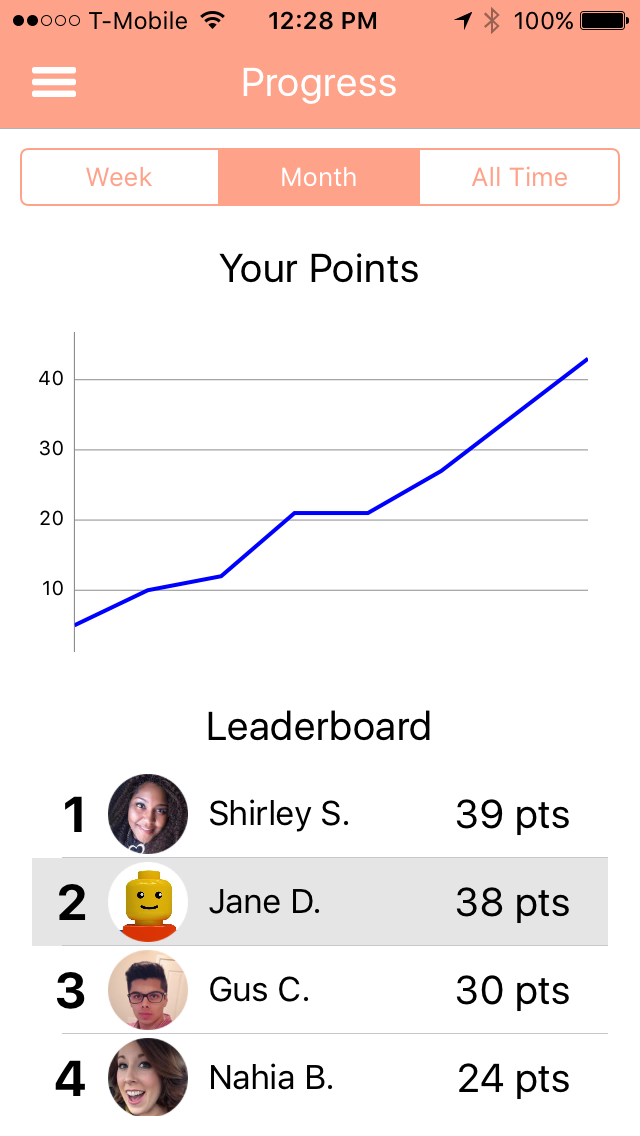 T-Mobile 12:28 PM 100%
Progress
Week Month All Time
Your Points
40
30
20
10
Leaderboard
1 Shirley S. 39 pts
2 Jane D. 38 pts
3 Gus C. 30 pts
4 Nahia B. 24 pts